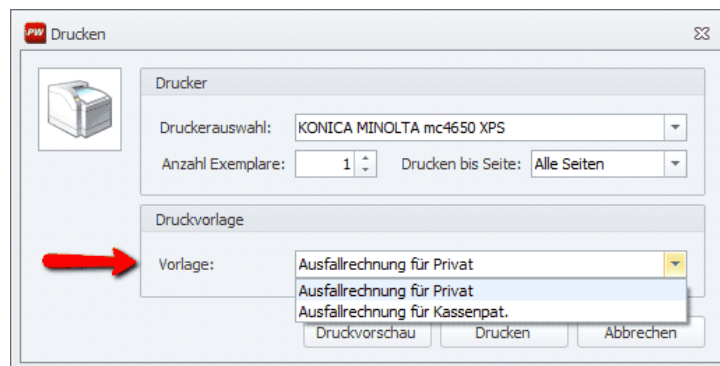 PW Drucken
Drucker
Druckerauswahl: KONICA MINOLTA mc4650 XPS
Anzahl Exemplare: 1 Drucken bis Seite: Alle Seiten
Druckvorlage
Vorlage: Ausfallrechnung für Privat
Ausfallrechnung für Privat
Ausfallrechnung für Kassenpat.
Druckvorschau Drucken Abbrechen